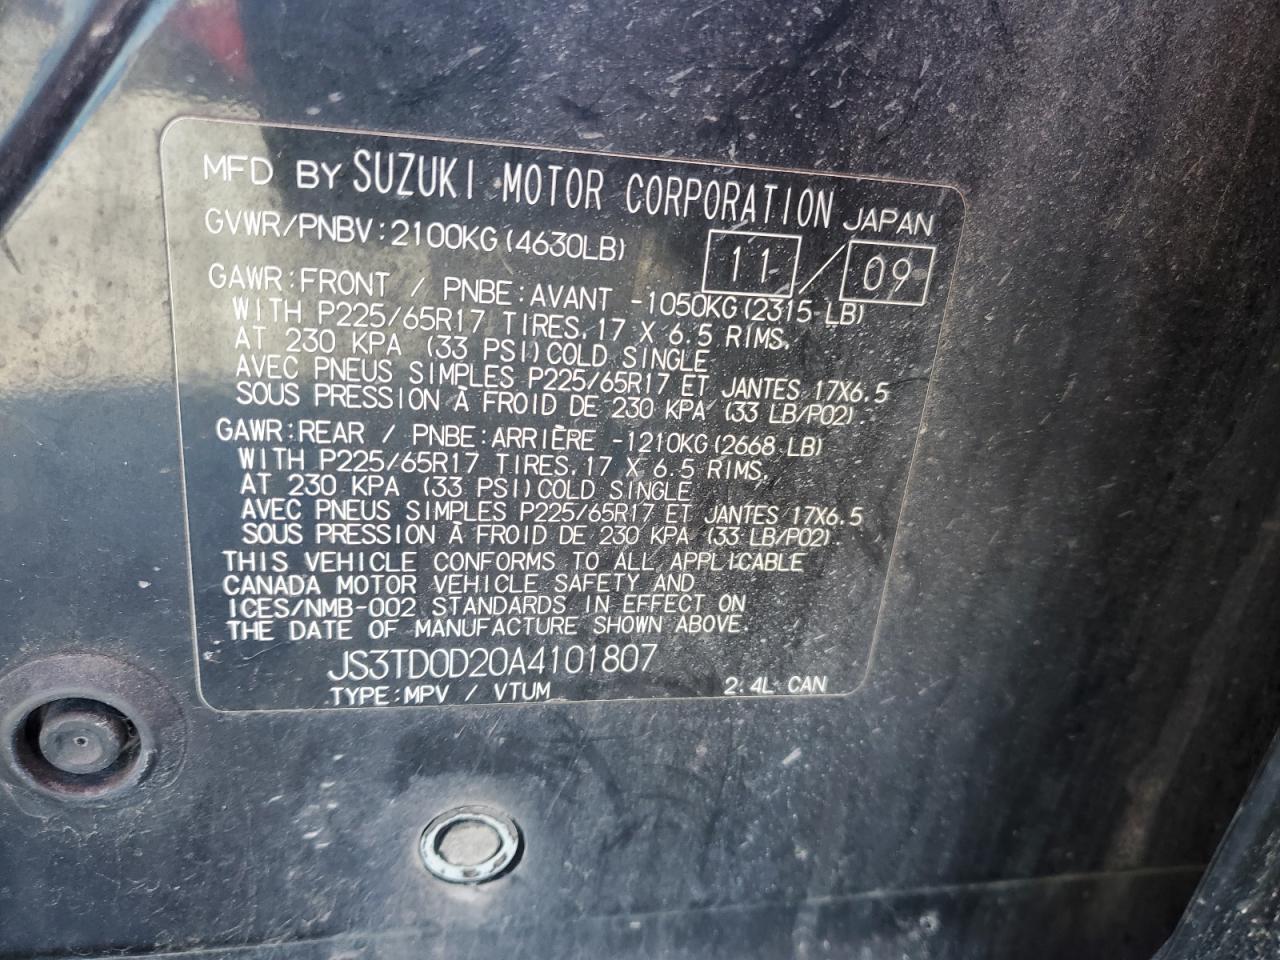 MFD BY SUZUKI MOTOR CORPORATION JAPAN
GVWR/PNBV:2100KG(4630LB) 11/09
GAWR:FRONT / PNBE:AVANT -1050KG(2315 LB)
WITH P225/65R17 TIRES,17 X 6.5 RIMS,
AT 230 KPA (33 PSI)COLD SINGLE
AVEC PNEUS SIMPLES P225/65R17 ET JANTES 17X6.5
SOUS PRESSION À FROID DE 230 KPA (33 LB/PO2).
GAWR:REAR / PNBE:ARRIÈRE -1210KG(2668 LB)
WITH P225/65R17 TIRES,17 X 6.5 RIMS,
AT 230 KPA (33 PSI)COLD SINGLE
AVEC PNEUS SIMPLES P225/65R17 ET JANTES 17X6.5
SOUS PRESSION À FROID DE 230 KPA (33 LB/PO2).
THIS VEHICLE CONFORMS TO ALL APPLICABLE
CANADA MOTOR VEHICLE SAFETY AND
ICES/NMB-002 STANDARDS IN EFFECT ON
THE DATE OF MANUFACTURE SHOWN ABOVE.
JS3TD0D20A4101807
TYPE:MPV / VTUM 2.4L CAN